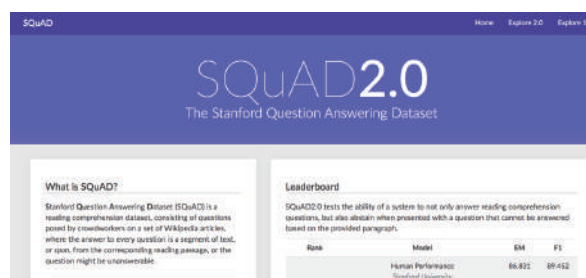 SQuAD
Home Explore 2.0 Explore
SQuAD2.0
The Stanford Question Answering Dataset
What is SQuAD?
Stanford Question Answering Dataset (SQuAD) is a
reading comprehension dataset, consisting of questions
posed by crowdworkers on a set of Wikipedia articles,
where the answer to every question is a segment of text,
or span, from the corresponding reading passage, or the
question might be unanswerable.
Leaderboard
SQuAD2.0 tests the ability of a system to not only answer reading comprehension
questions, but also abstain when presented with a question that cannot be answered
based on the provided paragraph.
Rank Model EM F1
Human Performance 86.831 89.452
Stanford University